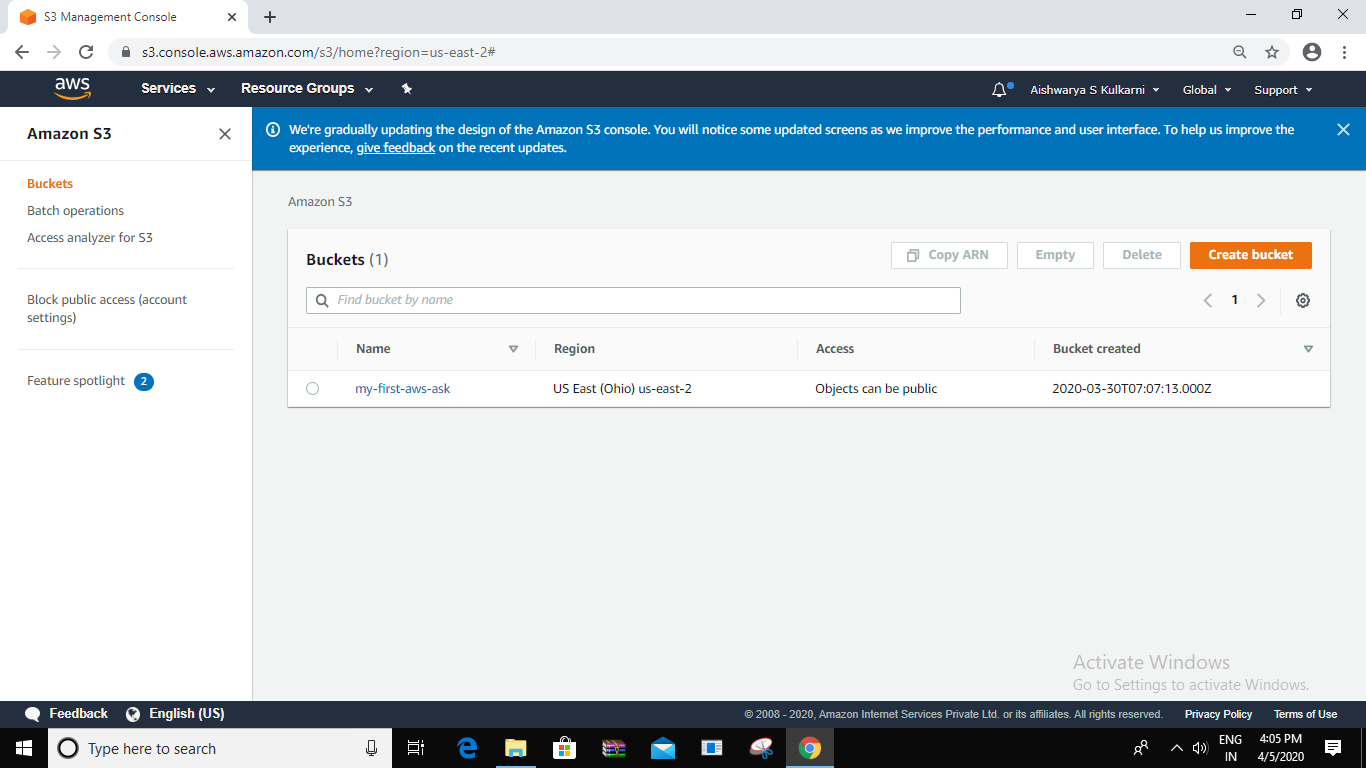 S3 Management Console
s3.console.aws.amazon.com/s3/home?region=us-east-2#
aws
Services
Resource Groups
Aishwarya S Kulkarni
Global
Support
Amazon S3
Buckets
Batch operations
Access analyzer for S3
Block public access (account
settings)
Feature spotlight 2
We're gradually updating the design of the Amazon S3 console. You will notice some updated screens as we improve the performance and user interface. To help us improve the
experience, give feedback on the recent updates.
Amazon S3
Buckets (1)
Copy ARN
Empty
Delete
Create bucket
Find bucket by name
1
Name
Region
Access
Bucket created
my-first-aws-ask
US East (Ohio) us-east-2
Objects can be public
2020-03-30T07:07:13.000Z
Activate Windows
Go to Settings to activate Windows.
Feedback
English (US)
© 2008 - 2020, Amazon Internet Services Private Ltd. or its affiliates. All rights reserved.
Privacy Policy
Terms of Use
Type here to search
ENG
IN
4:05 PM
4/5/2020